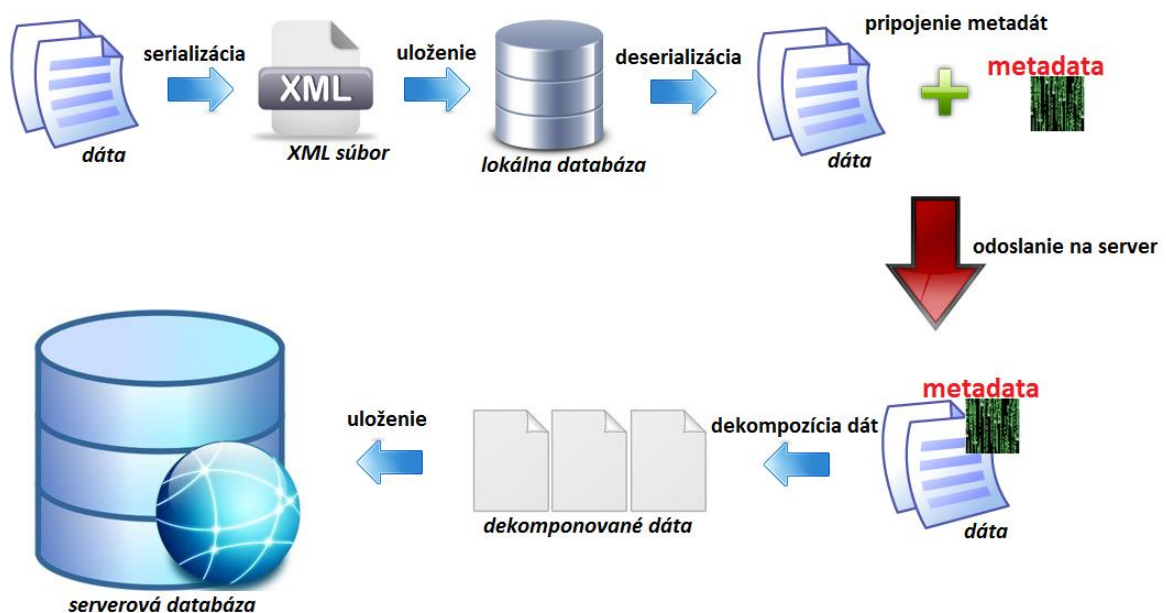 serializácia
uloženie
deserializácia
pripojenie metadát
metadata
XML
dáta
XML súbor
lokálna databáza
dáta
odoslanie na server
metadata
uloženie
dekompozícia dát
dekomponované dáta
dáta
serverová databáza